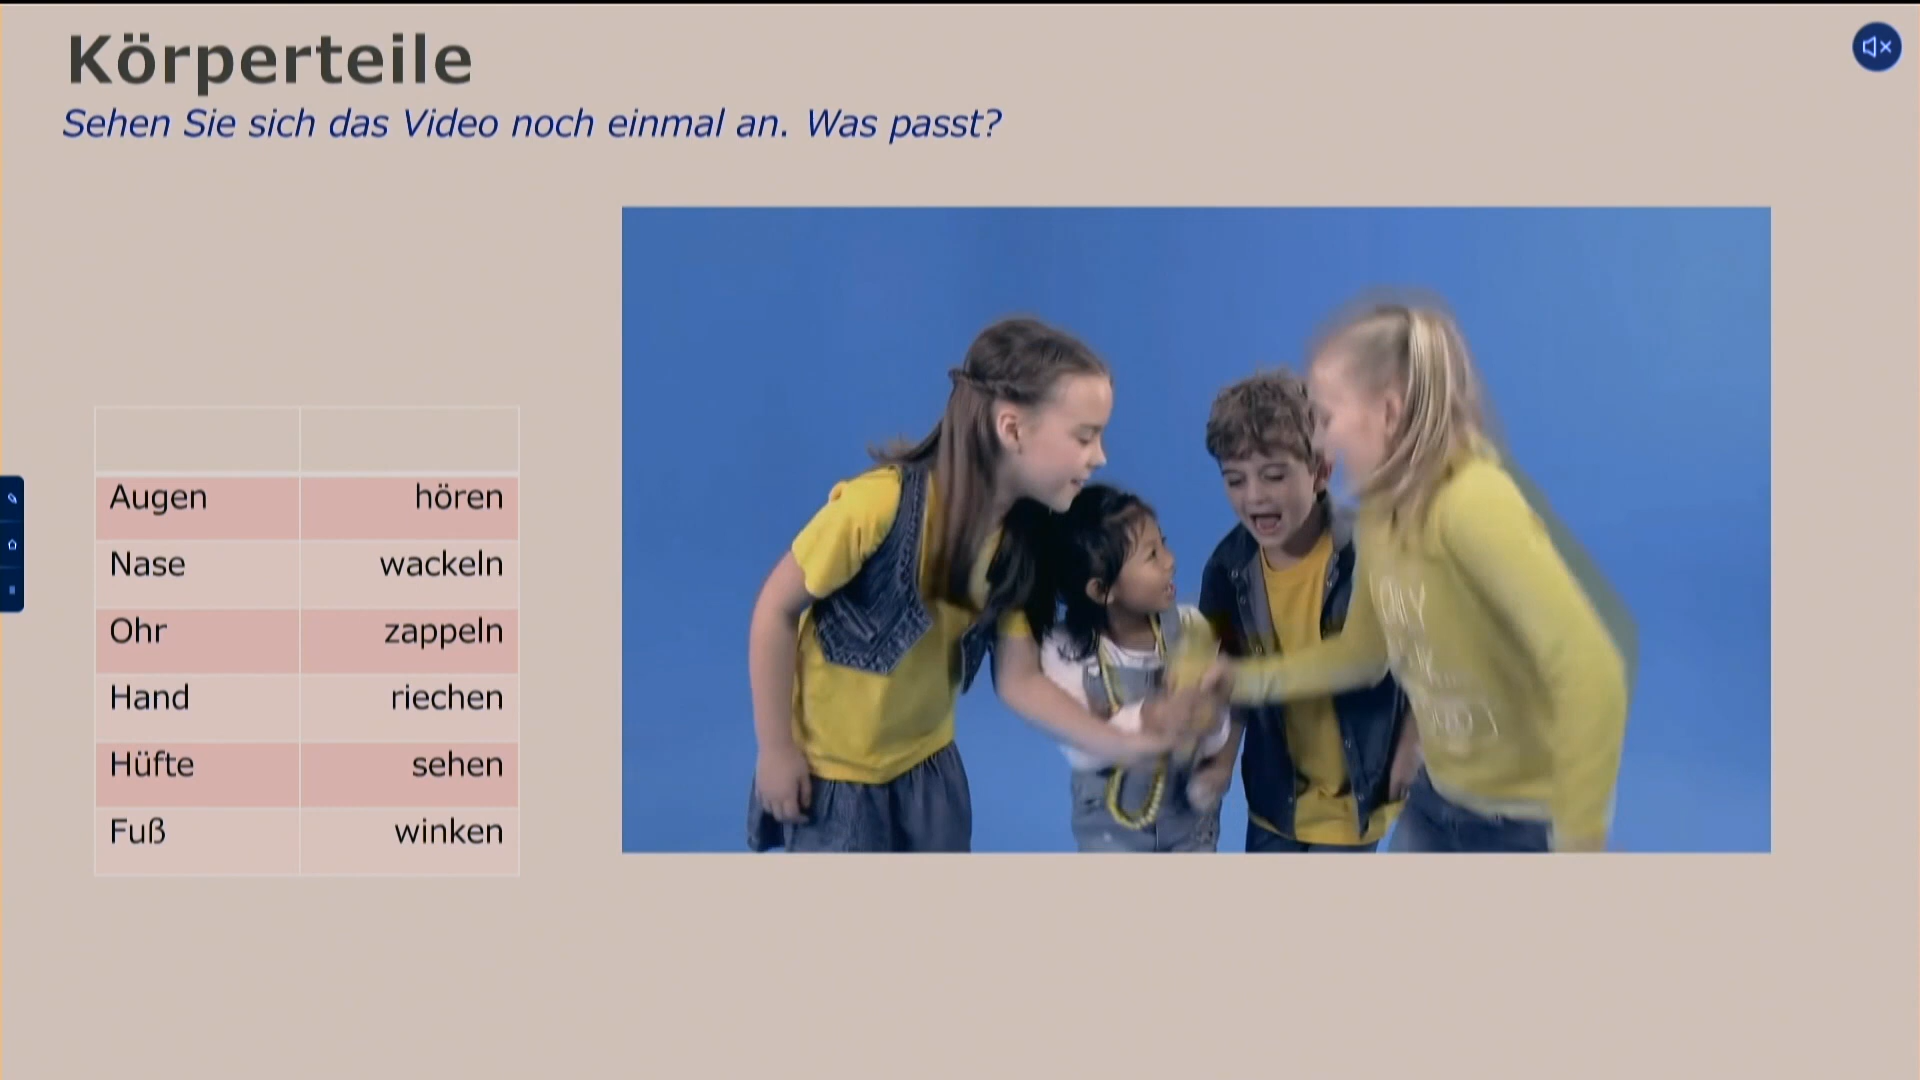 Körperteile
Sehen Sie sich das Video noch einmal an. Was passt?
Augen hören
Nase wackeln
Ohr zappeln
Hand riechen
Hüfte sehen
Fuß winken